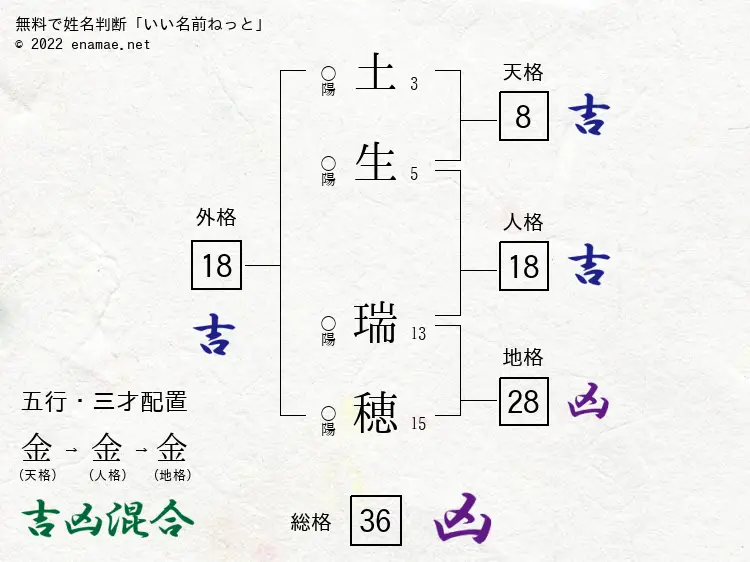 無料で姓名判断「いい名前ねっと」
© 2022 enamae.net
天格
8 吉
○陽 土 3
○陽 生 5
外格
18
吉
人格
18 吉
○陽 瑞 13
○陽 穂 15
地格
28 凶
五行・三才配置
金→金→金
(天格) (人格) (地格)
吉凶混合
総格 36 凶